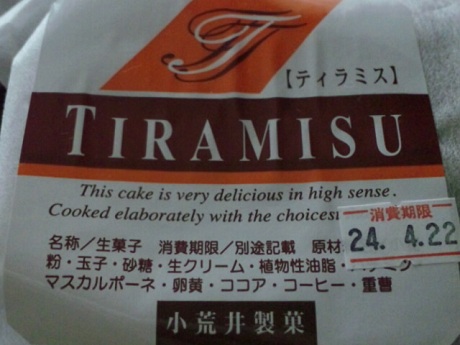 T
【ティラミス】
TIRAMISU
This cake is very delicious in high sense.
Cooked elaborately with the choicest
消費期限
24. 4.22
名称/生菓子 消費期限/別途記載 原材
粉・玉子・砂糖・生クリーム・植物性油脂・
マスカルポーネ・卵黄・ココア・コーヒー・重曹
小荒井製菓